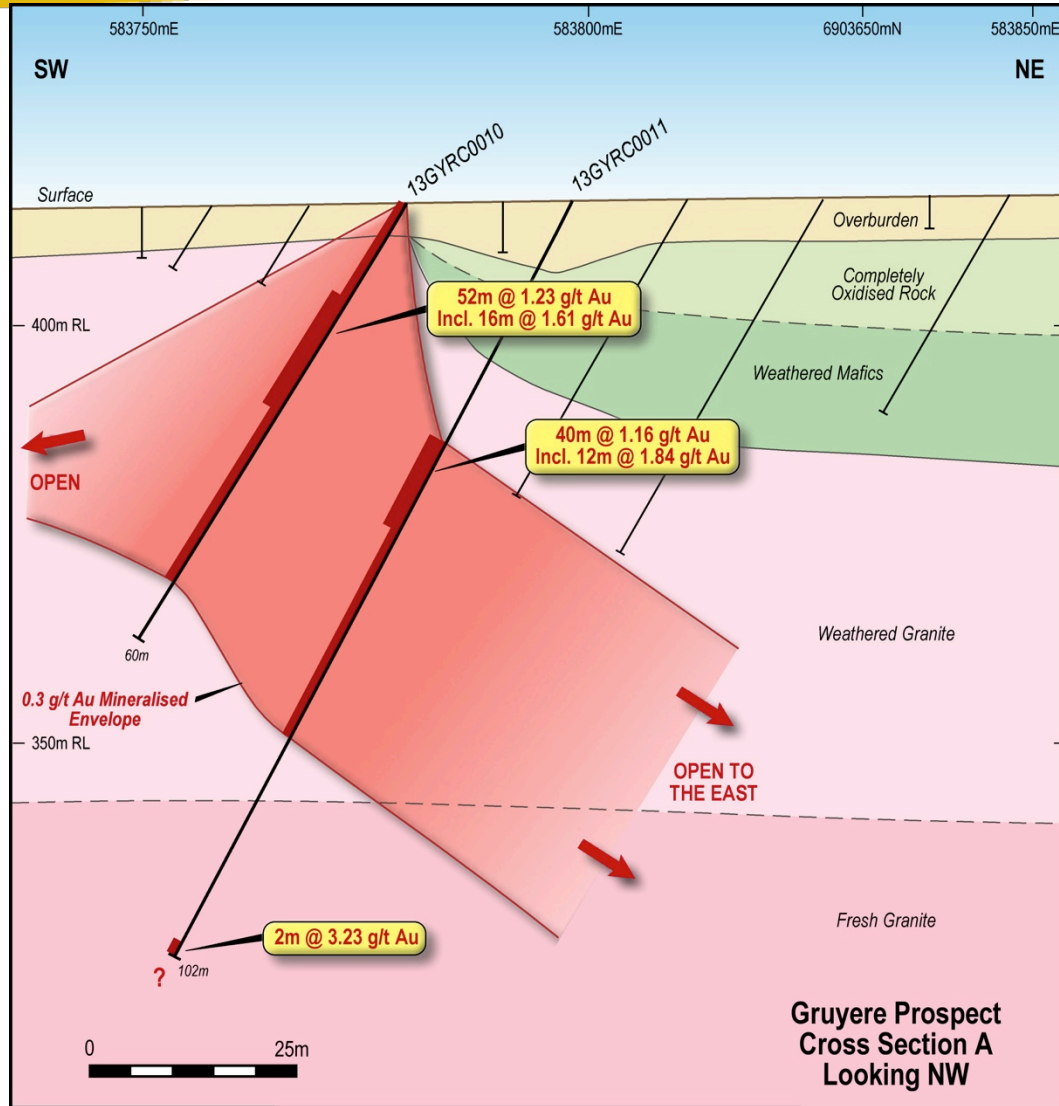 583750mE
583800mE
6903650mN
583850mE
SW
NE
13GYRC0010
13GYRC0011
Surface
Overburden
Completely
Oxidised Rock
52m @ 1.23 g/t Au
Incl. 16m @ 1.61 g/t Au
400m RL
Weathered Mafics
40m @ 1.16 g/t Au
Incl. 12m @ 1.84 g/t Au
OPEN
Weathered Granite
60m
0.3 g/t Au Mineralised
Envelope
350m RL
OPEN TO
THE EAST
Fresh Granite
2m @ 3.23 g/t Au
?
102m
Gruyere Prospect
Cross Section A
Looking NW
0
25m